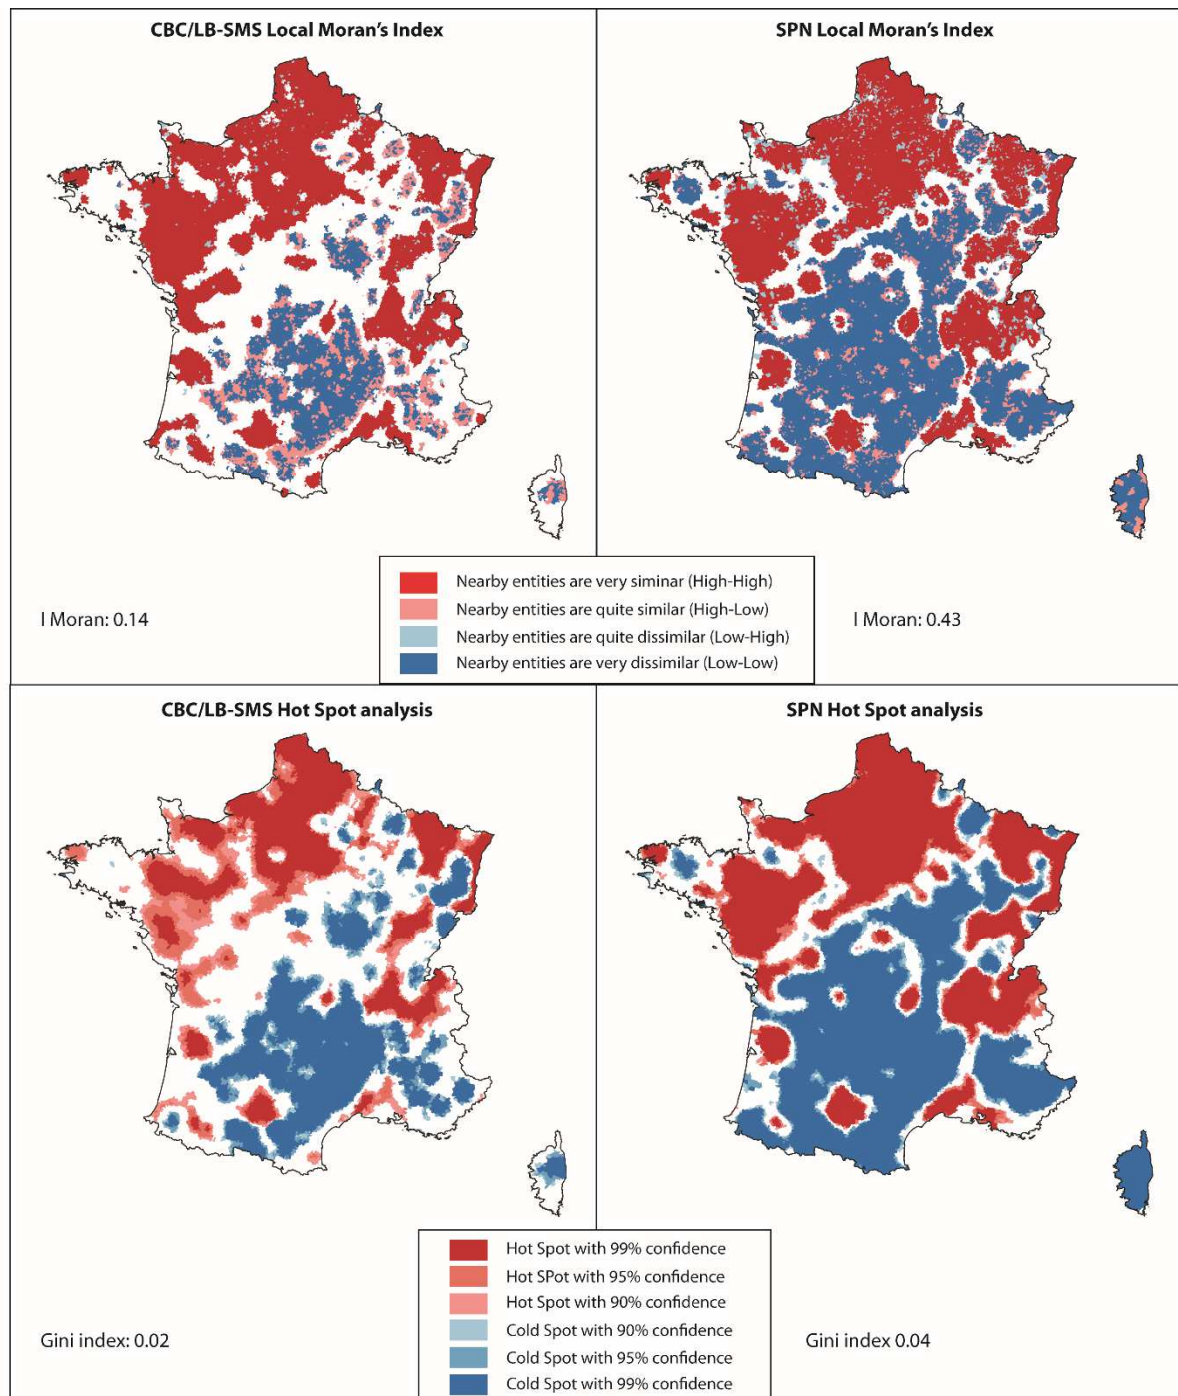 CBC/LB-SMS Local Moran's Index
SPN Local Moran's Index
Nearby entities are very siminar (High-High)
Nearby entities are quite similar (High-Low)
Nearby entities are quite dissimilar (Low-High)
Nearby entities are very dissimilar (Low-Low)
I Moran: 0.14
I Moran: 0.43
CBC/LB-SMS Hot Spot analysis
SPN Hot Spot analysis
Hot Spot with 99% confidence
Hot SPot with 95% confidence
Hot Spot with 90% confidence
Cold Spot with 90% confidence
Cold Spot with 95% confidence
Cold Spot with 99% confidence
Gini index: 0.02
Gini index 0.04